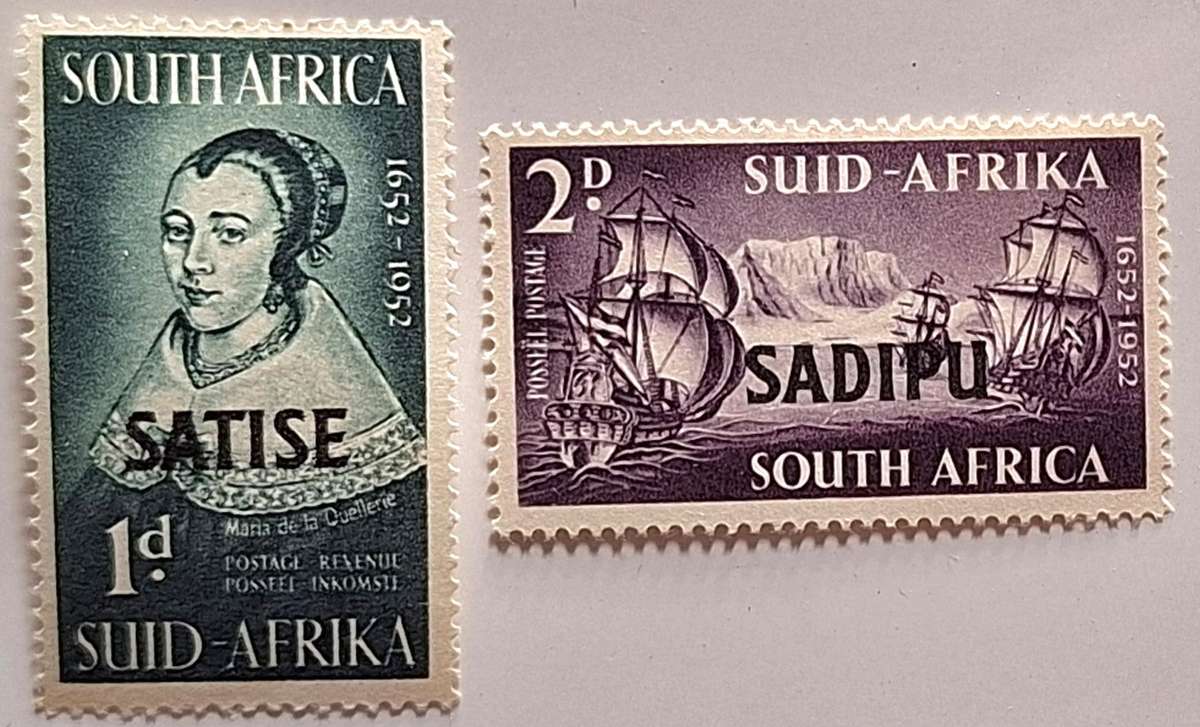 SOUTH AFRICA
1652-1952
SATISE
Maria de la Quellerie
1d.
POSTAGE REVENUE
POSSEEL INKOMSTE
SUID-AFRIKA
2D.
SUID-AFRIKA
POSSEEL POSTAGE
1652-1952
SADIPU
SOUTH AFRICA